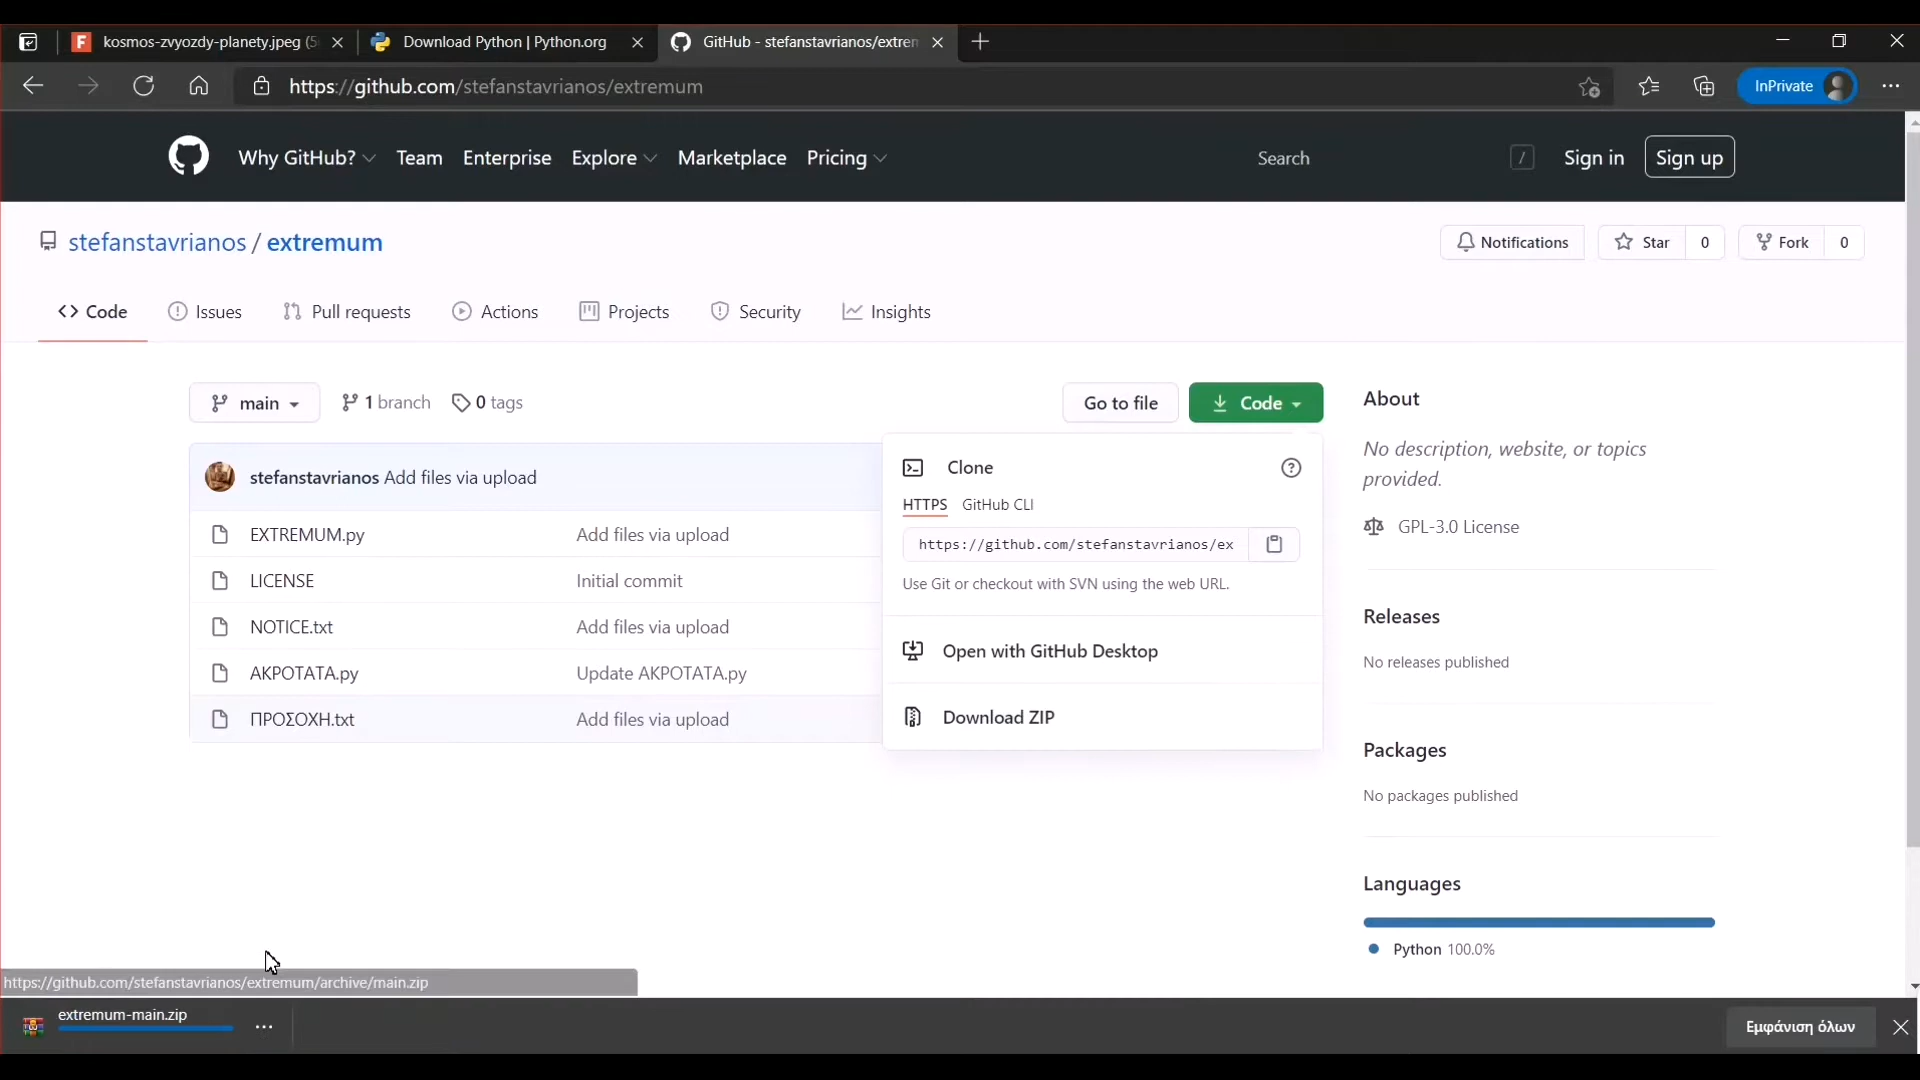 kosmos-zvyozdy-planety.jpeg
Download Python | Python.org
GitHub - stefanstavrianos/extrem
https://github.com/stefanstavrianos/extremum
InPrivate
Why GitHub? Team Enterprise Explore Marketplace Pricing Search / Sign in Sign up
stefanstavrianos / extremum
Notifications Star 0 Fork 0
Code Issues Pull requests Actions Projects Security Insights
main 1 branch 0 tags Go to file Code
About
No description, website, or topics
provided.
GPL-3.0 License
Releases
No releases published
Packages
No packages published
Languages
Python 100.0%
stefanstavrianos Add files via upload
EXTREMUM.py Add files via upload
LICENSE Initial commit
NOTICE.txt Add files via upload
ΑΚΡΟΤΑΤΑ.py Update ΑΚΡΟΤΑΤΑ.py
ΠΡΟΣΟΧΗ.txt Add files via upload
Clone
HTTPS GitHub CLI
https://github.com/stefanstavrianos/ex
Use Git or checkout with SVN using the web URL.
Open with GitHub Desktop
Download ZIP
https://github.com/stefanstavrianos/extremum/archive/main.zip
extremum-main.zip
Εμφάνιση όλων